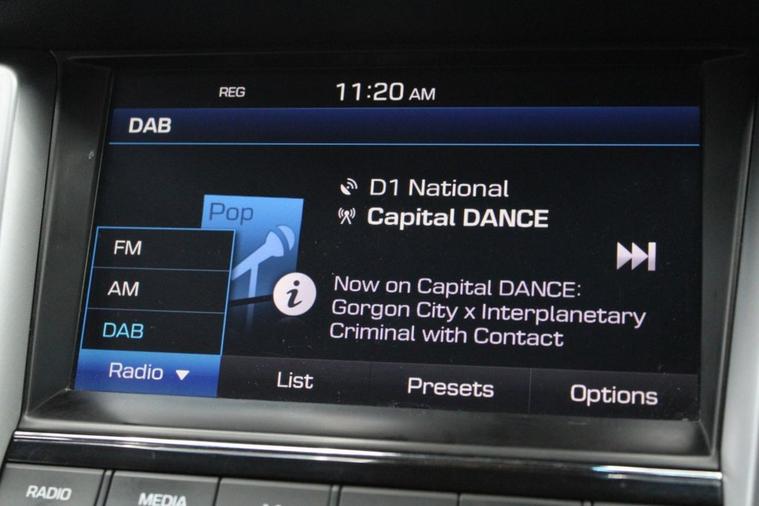 REG
11:20 AM
DAB
D1 National
Capital DANCE
Pop
i
Now on Capital DANCE:
Gorgon City x Interplanetary
Criminal with Contact
FM
AM
DAB
Radio
List
Presets
Options
RADIO
MEDIA